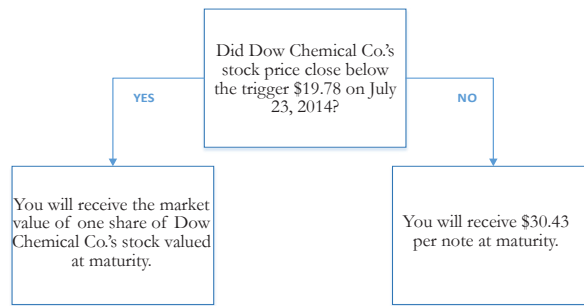 Did Dow Chemical Co.'s
stock price close below
the trigger $19.78 on July
23, 2014?
YES
NO
You will receive the market
value of one share of Dow
Chemical Co.'s stock valued
at maturity.
You will receive $30.43
per note at maturity.